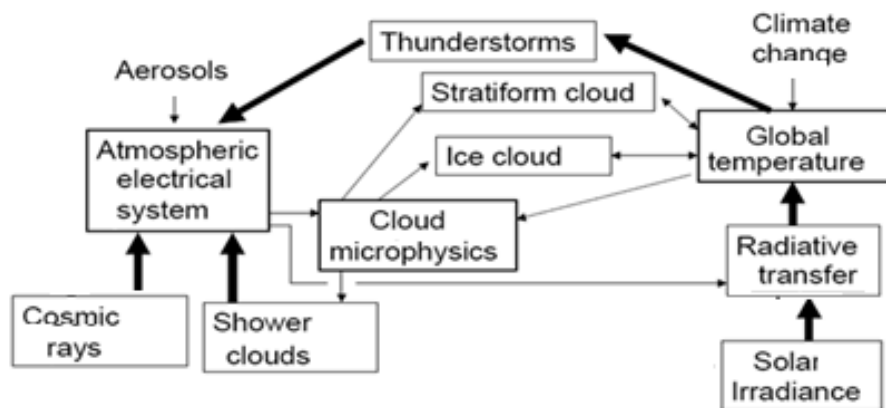 Thunderstorms
Climate
change
Aerosols
Stratiform cloud
Atmospheric
electrical
system
Ice cloud
Global
temperature
Cloud
microphysics
Radiative
transfer
Cosmic
rays
Shower
clouds
Solar
Irradiance